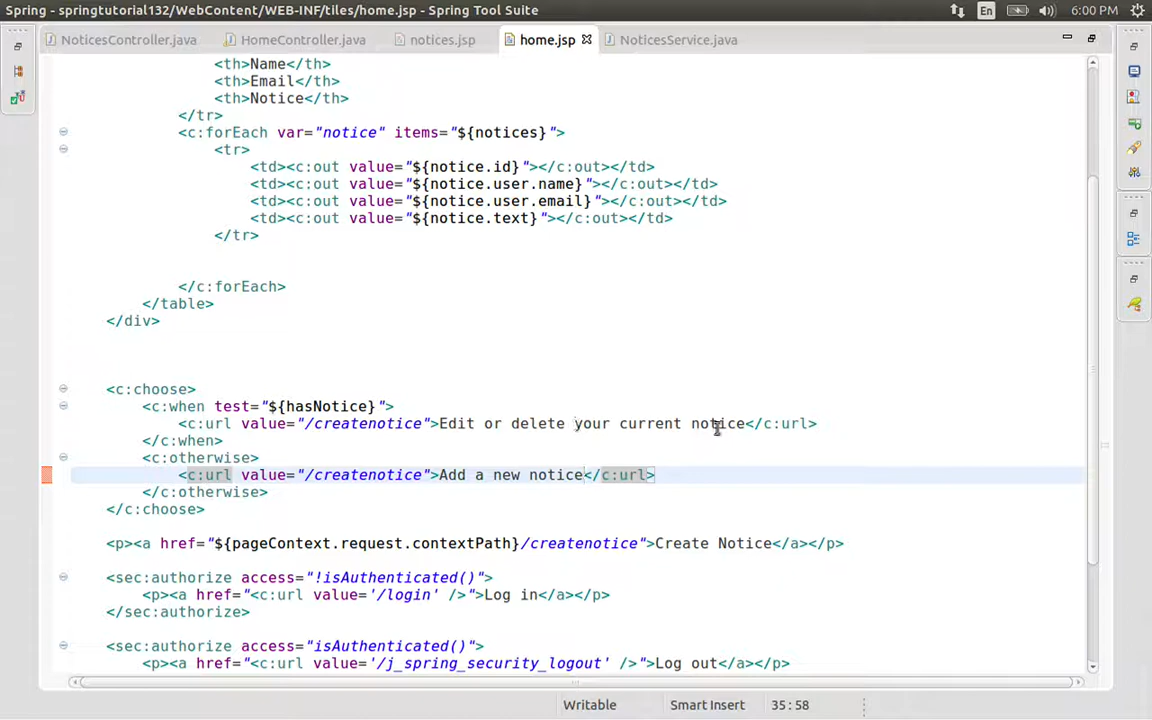 Spring - springtutorial132/WebContent/WEB-INF/tiles/home.jsp - Spring Tool Suite
En
6:00 PM
NoticesController.java
HomeController.java
notices.jsp
home.jsp
NoticesService.java
<th>Name</th>
<th>Email</th>
<th>Notice</th>
</tr>
<c:forEach var="notice" items="${notices}">
<tr>
<td><c:out value="${notice.id}"></c:out></td>
<td><c:out value="${notice.user.name}"></c:out></td>
<td><c:out value="${notice.user.email}"></c:out></td>
<td><c:out value="${notice.text}"></c:out></td>
</tr>
</c:forEach>
</table>
</div>
<c:choose>
<c:when test="${hasNotice}">
<c:url value="/createnotice">Edit or delete your current notice</c:url>
</c:when>
<c:otherwise>
<c:url value="/createnotice">Add a new notice</c:url>
</c:otherwise>
</c:choose>
<p><a href="${pageContext.request.contextPath}/createnotice">Create Notice</a></p>
<sec:authorize access="!isAuthenticated()">
<p><a href="<c:url value='/login' />">Log in</a></p>
</sec:authorize>
<sec:authorize access="isAuthenticated()">
<p><a href="<c:url value='/j_spring_security_logout' />">Log out</a></p>
Writable
Smart Insert
35 : 58